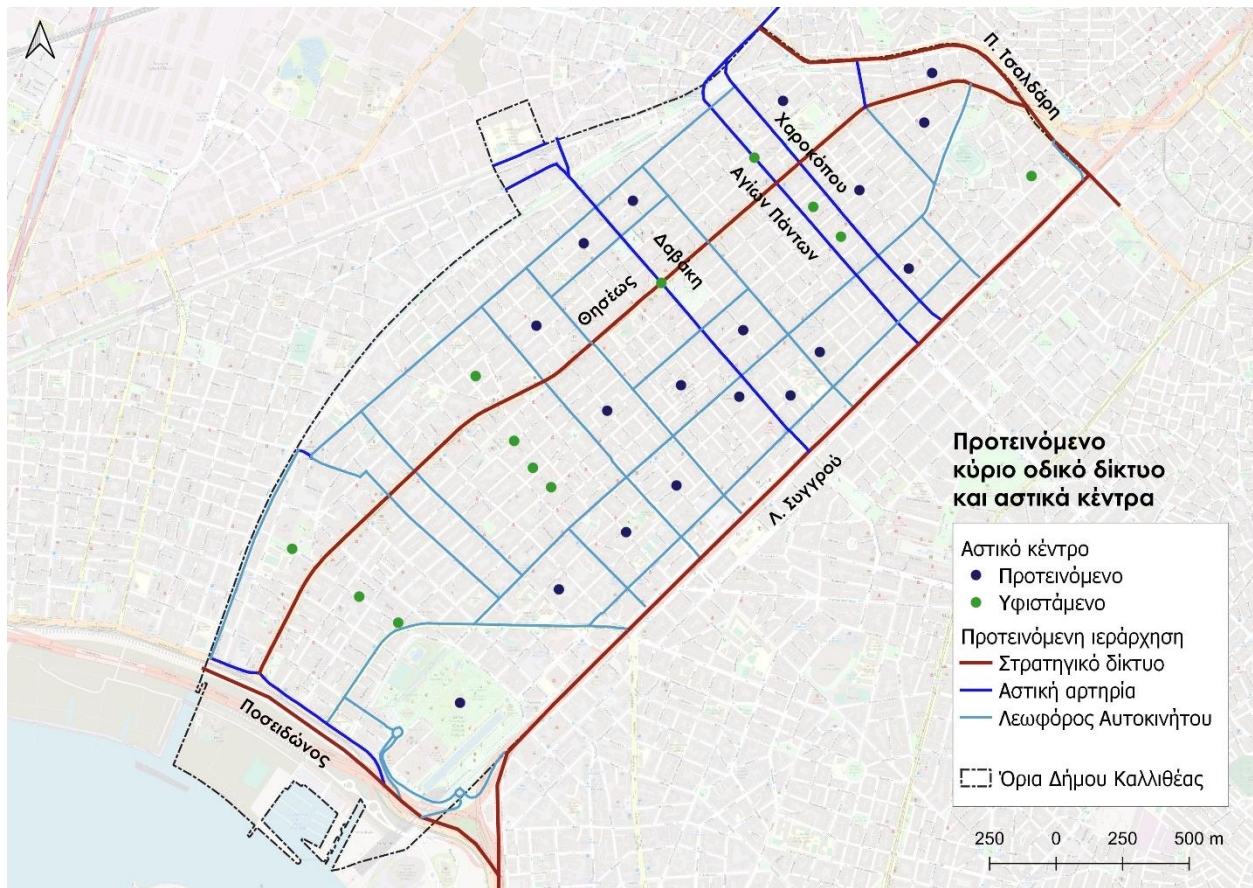 Π. Τσαλδάρη
Χαροκόπου
Αγίων Πάντων
Δαβάκη
Θησέως
Λ. Συγγρού
Ποσειδώνος
Προτεινόμενο
κύριο οδικό δίκτυο
και αστικά κέντρα
Αστικό κέντρο
Προτεινόμενο
Υφιστάμενο
Προτεινόμενη ιεράρχηση
Στρατηγικό δίκτυο
Αστική αρτηρία
Λεωφόρος Αυτοκινήτου
Όρια Δήμου Καλλιθέας
250 0 250 500 m